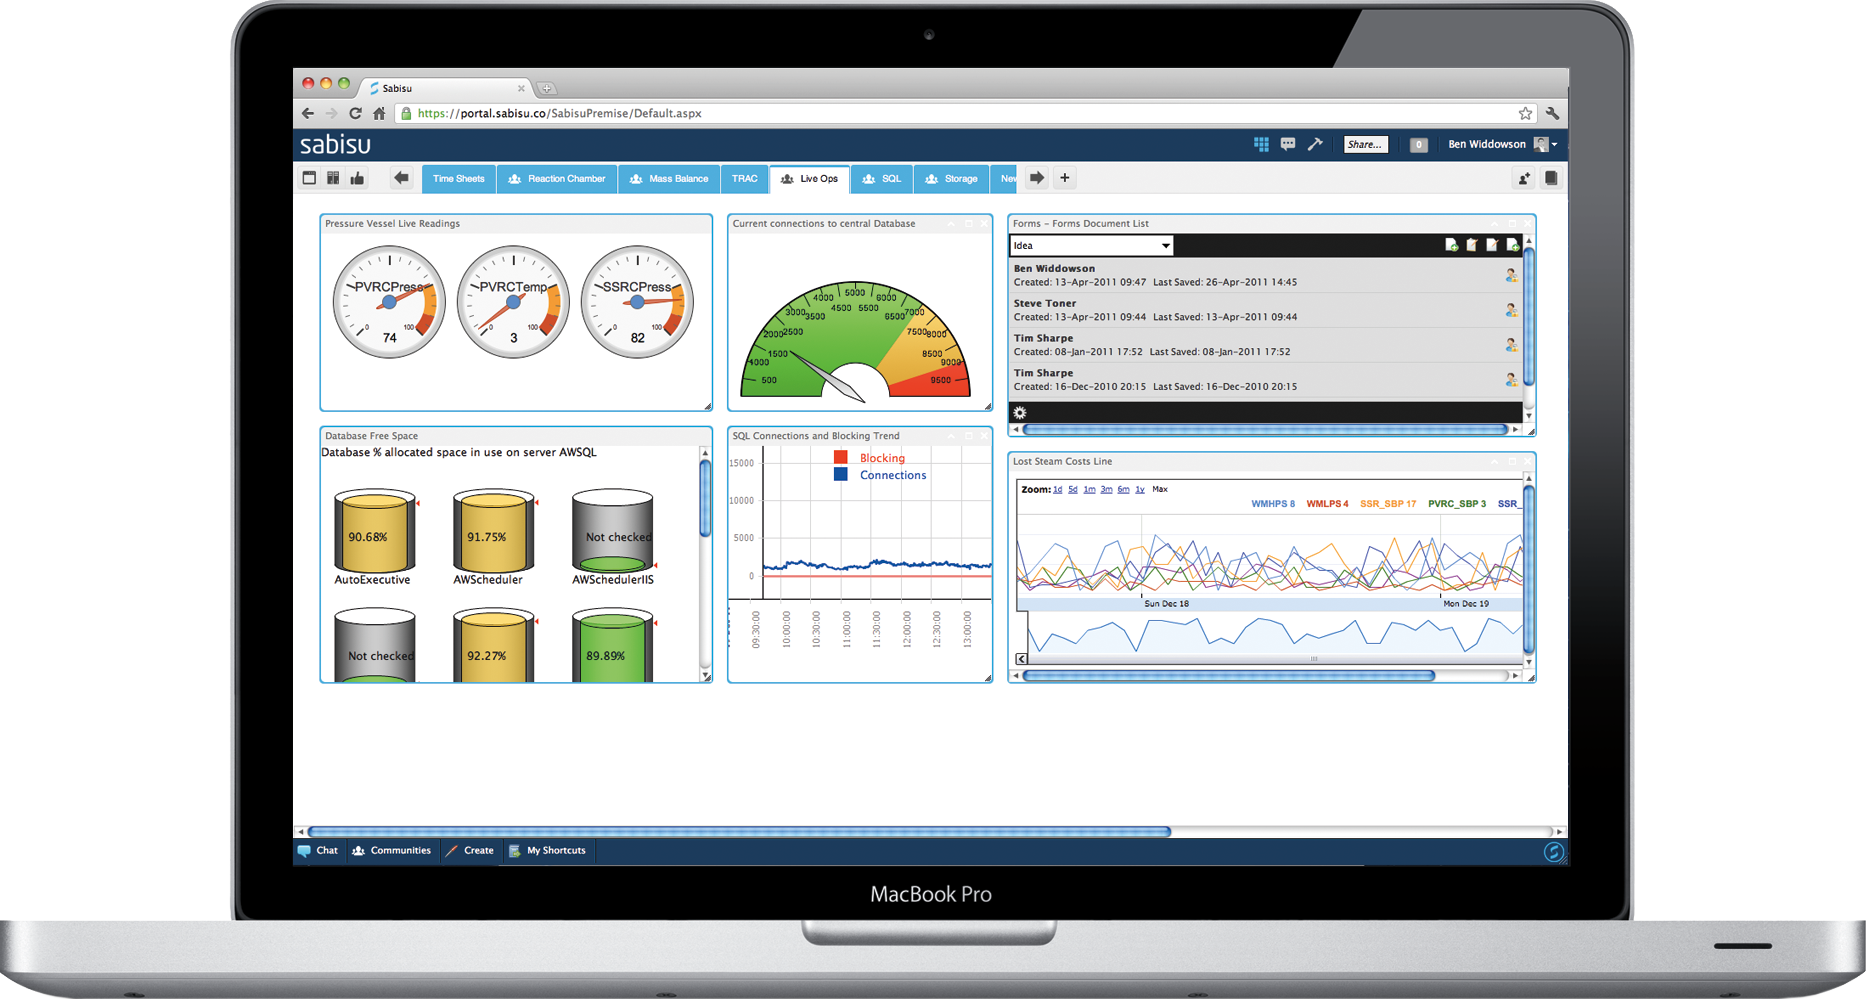 Sabisu
https://portal.sabisu.co/SabisuPremise/Default.aspx
sabisu
Share...
0
Ben Widdowson
Time Sheets
Reaction Chamber
Mass Balance
TRAC
Live Ops
SQL
Storage
New
Pressure Vessel Live Readings
PVRCPress
0
100
74
PVRCTemp
0
100
3
SSRCPress
0
100
82
Current connections to central Database
500
1000
1500
2000
2500
3000
3500
4000
4500
5000
5500
6000
6500
7000
7500
8000
8500
9000
9500
Forms – Forms Document List
Idea
Ben Widdowson
Created: 13-Apr-2011 09:47 Last Saved: 26-Apr-2011 14:45
Steve Toner
Created: 13-Apr-2011 09:44 Last Saved: 13-Apr-2011 09:44
Tim Sharpe
Created: 08-Jan-2011 17:52 Last Saved: 08-Jan-2011 17:52
Tim Sharpe
Created: 16-Dec-2010 20:15 Last Saved: 16-Dec-2010 20:15
Database Free Space
Database % allocated space in use on server AWSQL
90.68%
AutoExecutive
91.75%
AWScheduler
Not checked
AWSchedulerIIS
Not checked
92.27%
89.89%
SQL Connections and Blocking Trend
Blocking
Connections
15000
10000
5000
0
09:30:00
10:00:00
10:30:00
11:00:00
11:30:00
12:00:00
12:30:00
13:00:00
Lost Steam Costs Line
Zoom: 1d 5d 1m 3m 6m 1y Max
WMHPS 8 WMLPS 4 SSR_SBP 17 PVRC_SBP 3 SSR_
Sun Dec 18
Mon Dec 19
Chat
Communities
Create
My Shortcuts
MacBook Pro